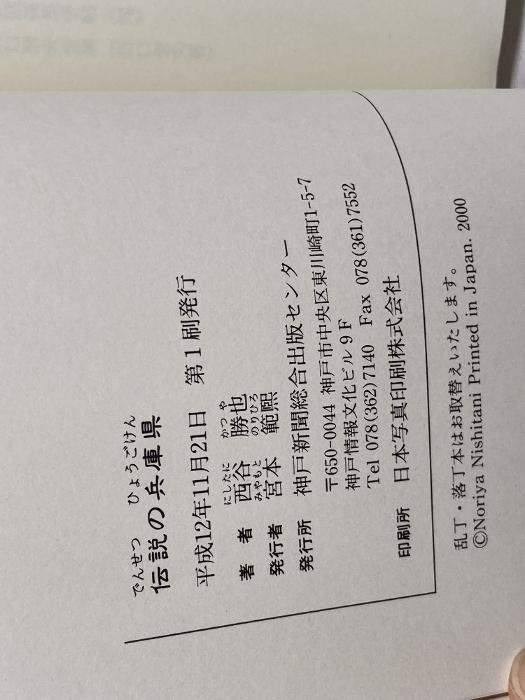 でんせつ ひょうごけん
伝説の兵庫県
平成12年11月21日 第1刷発行
にしたに かつや
著者 西谷 勝也
みやもと のりひろ
発行者 宮本 範熙
発行所 神戸新聞総合出版センター
〒650-0044 神戸市中央区東川崎町1-5-7
神戸情報文化ビル9F
Tel 078(362)7140 Fax 078(361)7552
印刷所 日本写真印刷株式会社
乱丁・落丁本はお取替えいたします。
©Noriya Nishitani Printed in Japan. 2000